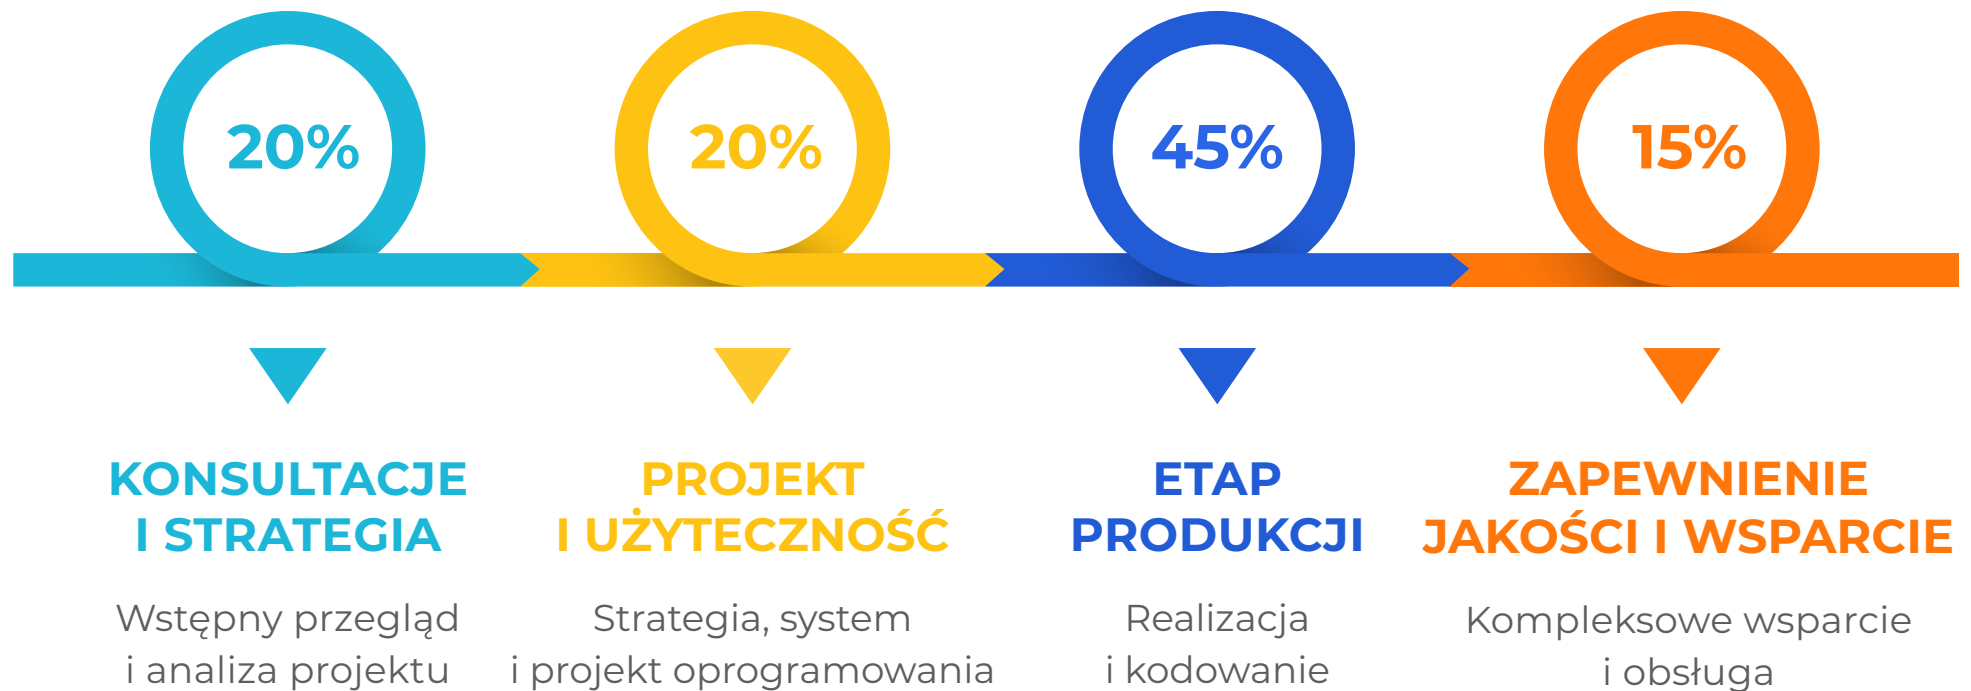 20%
20%
45%
15%
KONSULTACJE
I STRATEGIA
PROJEKT
I UŻYTECZNOŚĆ
ETAP
PRODUKCJI
ZAPEWNIENIE
JAKOŚCI I WSPARCIE
Wstępny przegląd
i analiza projektu
Strategia, system
i projekt oprogramowania
Realizacja
i kodowanie
Kompleksowe wsparcie
i obsługa